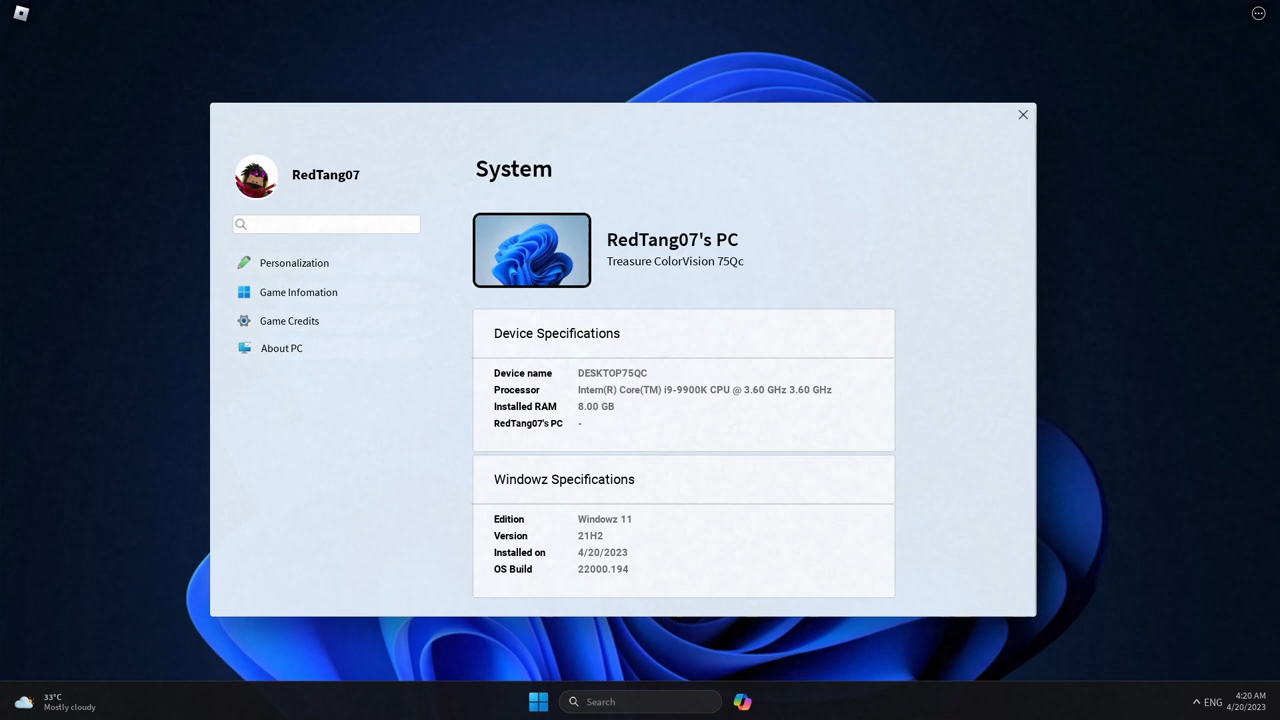 RedTang07
System
RedTang07's PC
Treasure ColorVision 75Qc
Personalization
Game Infomation
Game Credits
About PC
Device Specifications
Device name DESKTOP75QC
Processor Intern(R) Core(TM) i9-9900K CPU @ 3.60 GHz 3.60 GHz
Installed RAM 8.00 GB
RedTang07's PC -
Windowz Specifications
Edition Windowz 11
Version 21H2
Installed on 4/20/2023
OS Build 22000.194
33°C
Mostly cloudy
Search
ENG
4:20 AM
4/20/2023